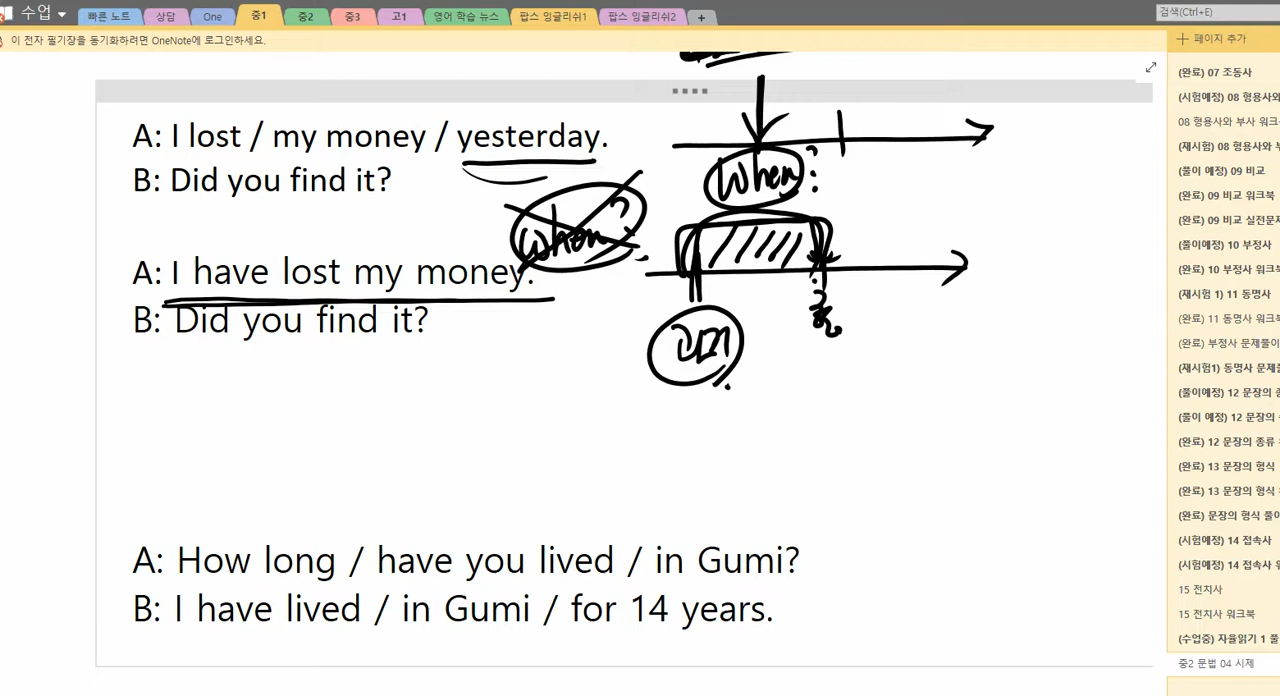 수업
빠른 노트
상담
One
중1
중2
중3
고1
영어 학습 뉴스
팝스 잉글리쉬1
팝스 잉글리쉬2
+
검색(Ctrl+E)
이 전자 필기장을 동기화하려면 OneNote에 로그인하세요.
페이지 추가
A: I lost / my money / yesterday.
B: Did you find it?
When?
When?
A: I have lost my money.
B: Did you find it?
A: How long / have you lived / in Gumi?
B: I have lived / in Gumi / for 14 years.
(완료) 07 조동사
(시험예정) 08 형용사와
08 형용사와 부사 워크
(재시험) 08 형용사와 부
(풀이 예정) 09 비교
(완료) 09 비교 워크북
(완료) 09 비교 실전문제
(풀이예정) 10 부정사
(완료) 10 부정사 워크북
(재시험 1) 11 동명사
(완료) 11 동명사 워크북
(완료) 부정사 문제풀이
(재시험1) 동명사 문제풀
(풀이예정) 12 문장의 종
(풀이 예정) 12 문장의
(완료) 12 문장의 종류
(완료) 13 문장의 형식
(완료) 13 문장의 형식
(완료) 문장의 형식 풀이
(시험예정) 14 접속사
(시험예정) 14 접속사 워
15 전치사
15 전치사 워크북
(수업중) 자율읽기 1 풀
중2 문법 04 시제